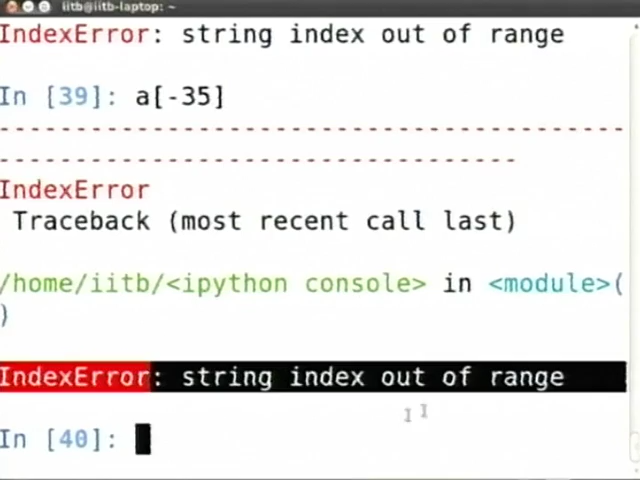 iitb@iitb-laptop: ~
IndexError: string index out of range
In [39]: a[-35]
---------------------------------------------
--------------------------------------
IndexError
Traceback (most recent call last)
/home/iitb/<ipython console> in <module>(
)
IndexError: string index out of range
In [40]: